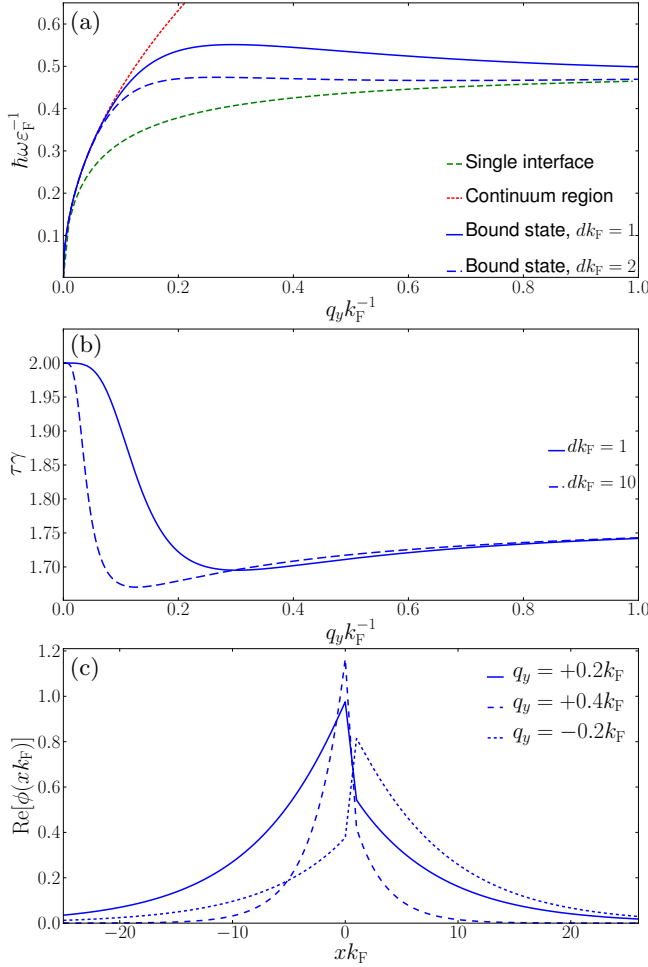 (a)
0.6
0.5
0.4
0.3
0.2
0.1
ħωε_F^{-1}
Single interface
Continuum region
Bound state, dk_F = 1
Bound state, dk_F = 2
0.0 0.2 0.4 0.6 0.8 1.0
q_y k_F^{-1}
(b)
2.00
1.95
1.90
1.85
1.80
1.75
1.70
τγ
dk_F = 1
dk_F = 10
0.0 0.2 0.4 0.6 0.8 1.0
q_y k_F^{-1}
(c)
1.2
1.0
0.8
0.6
0.4
0.2
0.0
Re[ϕ(xk_F)]
q_y = +0.2k_F
q_y = +0.4k_F
q_y = −0.2k_F
−20 −10 0 10 20
xk_F